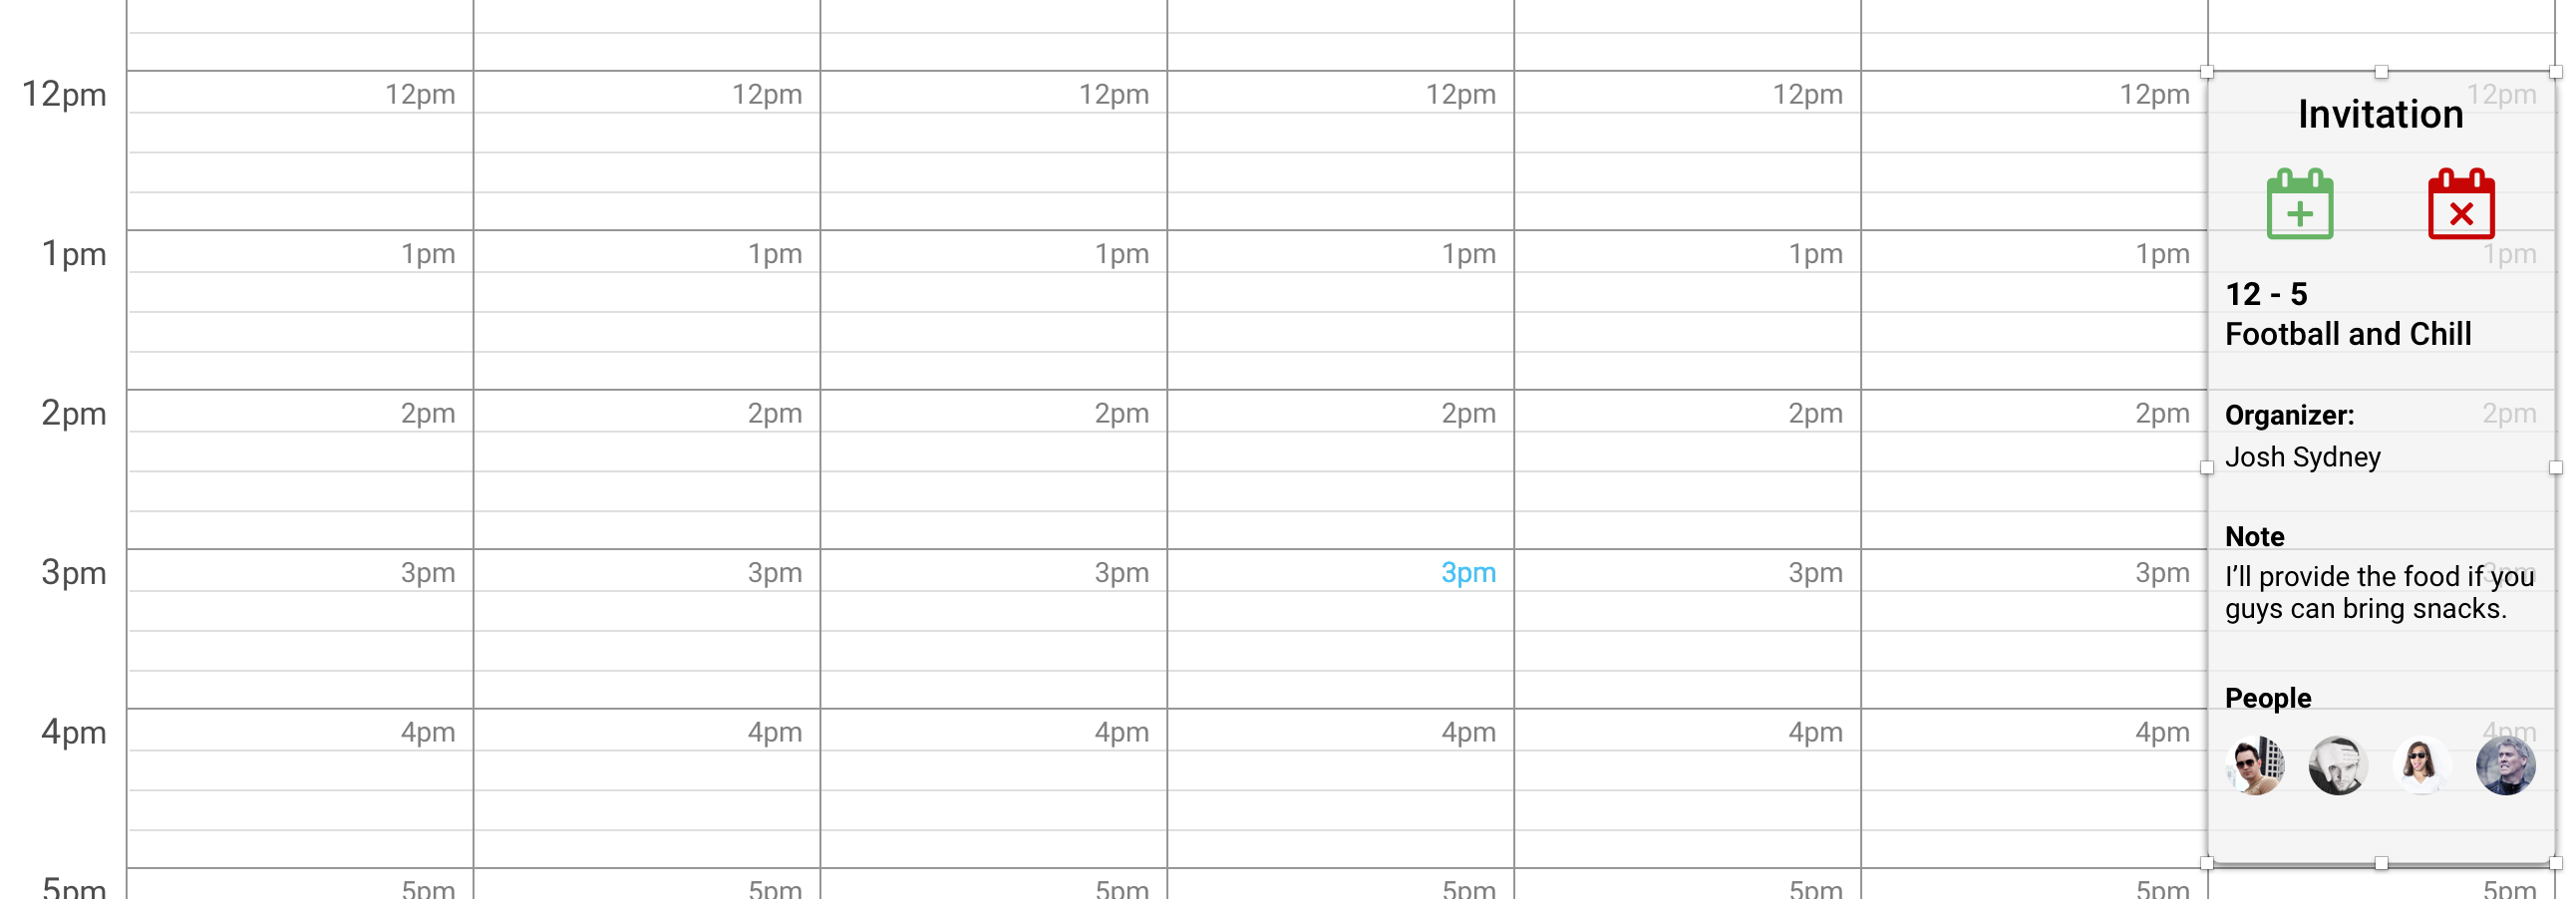 12pm 12pm 12pm 12pm 12pm 12pm 12pm 12pm
Invitation
1pm 1pm 1pm 1pm 1pm 1pm 1pm 1pm
12 - 5
Football and Chill
2pm 2pm 2pm 2pm 2pm 2pm 2pm 2pm
Organizer:
Josh Sydney
Note
3pm 3pm 3pm 3pm 3pm 3pm 3pm 3pm
I’ll provide the food if you
guys can bring snacks.
People
4pm 4pm 4pm 4pm 4pm 4pm 4pm 4pm
5pm 5pm 5pm 5pm 5pm 5pm 5pm 5pm